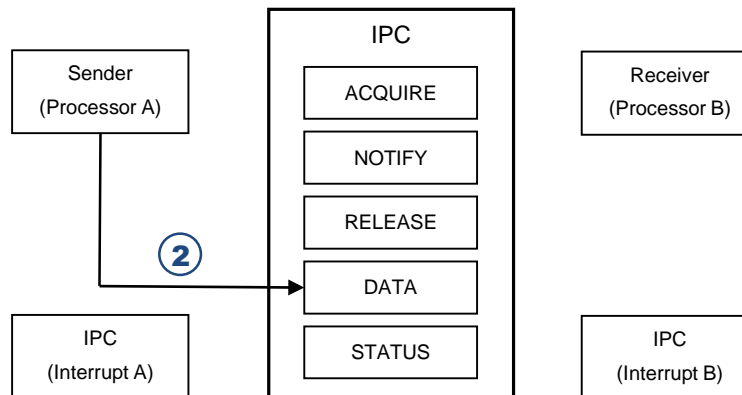 IPC
Sender
(Processor A)
ACQUIRE
Receiver
(Processor B)
NOTIFY
RELEASE
2
DATA
IPC
(Interrupt A)
STATUS
IPC
(Interrupt B)